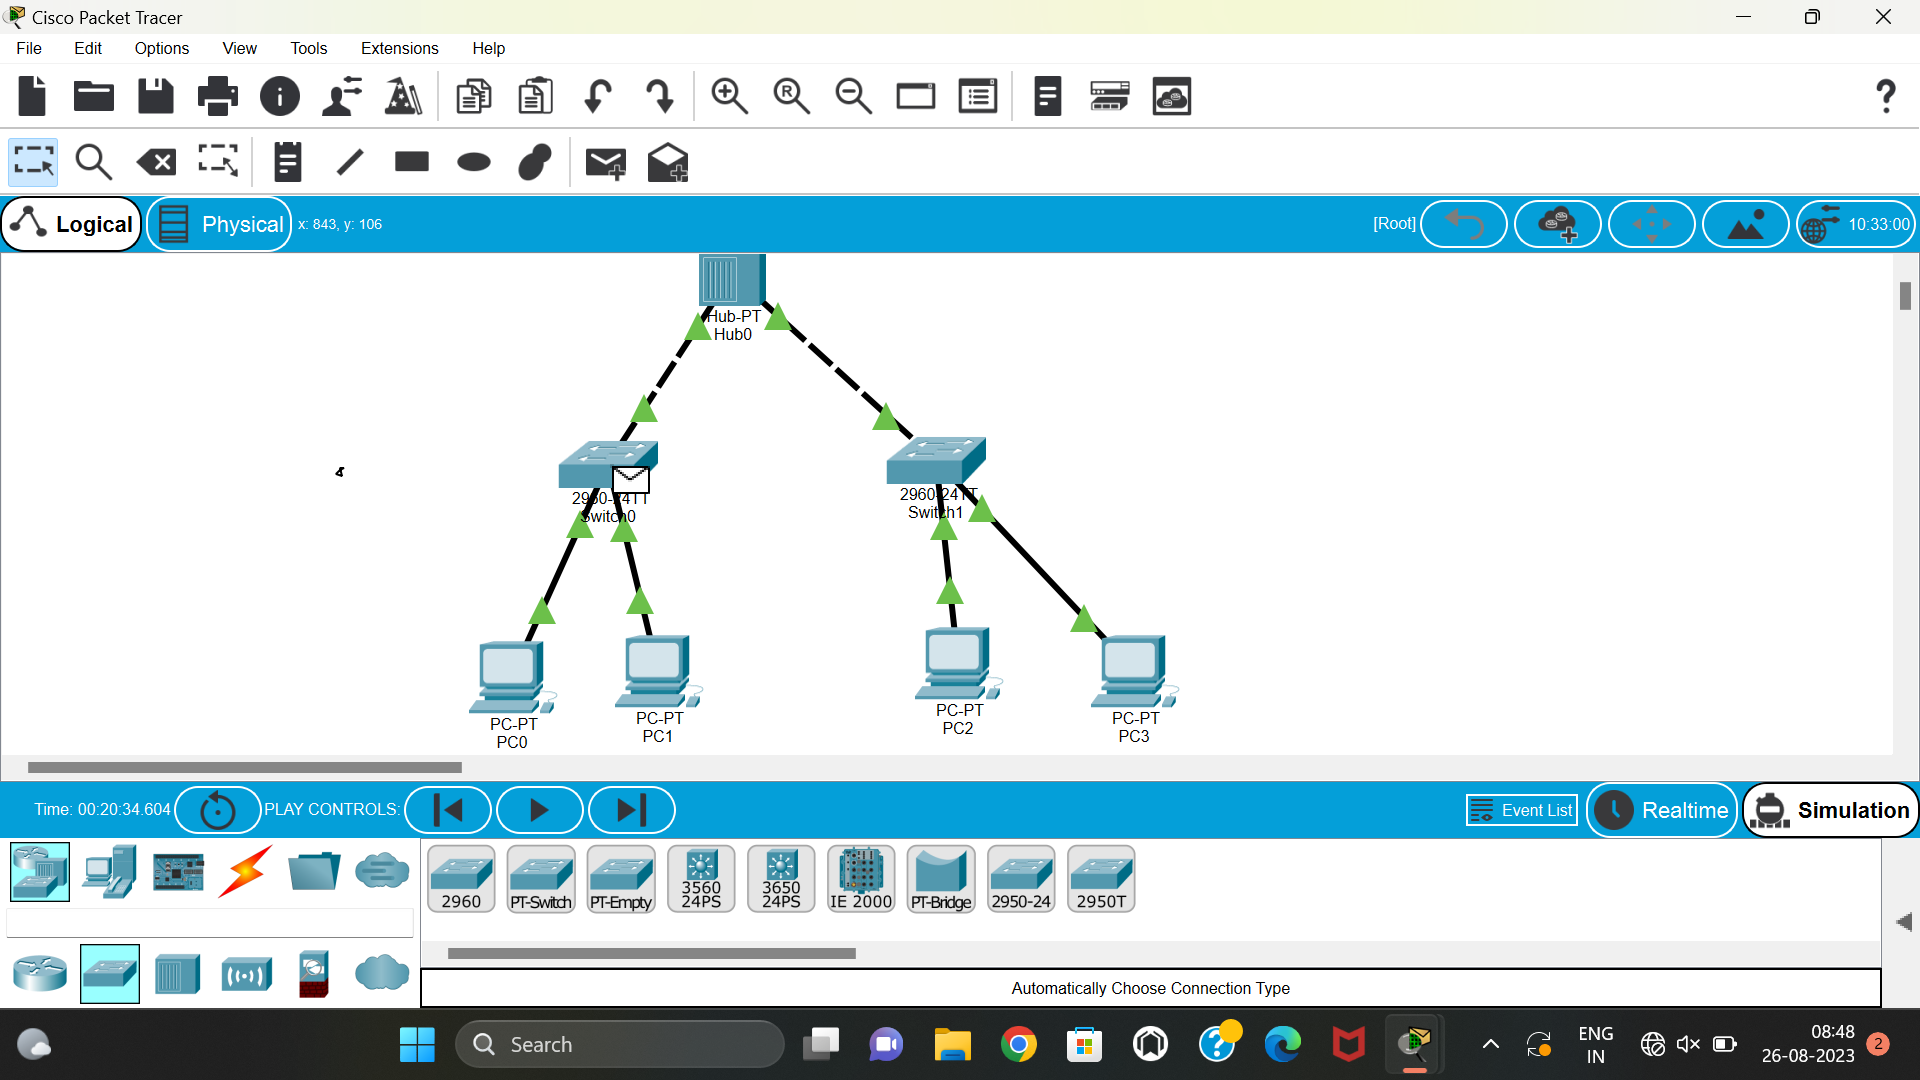 Cisco Packet Tracer
File Edit Options View Tools Extensions Help
Logical Physical x: 843, y: 106 [Root] 10:33:00
Hub-PT
Hub0
2960-24TT 2960-24TT
Switch0 Switch1
PC-PT PC-PT PC-PT PC-PT
PC0 PC1 PC2 PC3
Time: 00:20:34.604 PLAY CONTROLS: Event List Realtime Simulation
2960 PT-Switch PT-Empty 3560 24PS 3650 24PS IE 2000 PT-Bridge 2950-24 2950T
Automatically Choose Connection Type
Search ENG 08:48 2
IN 26-08-2023